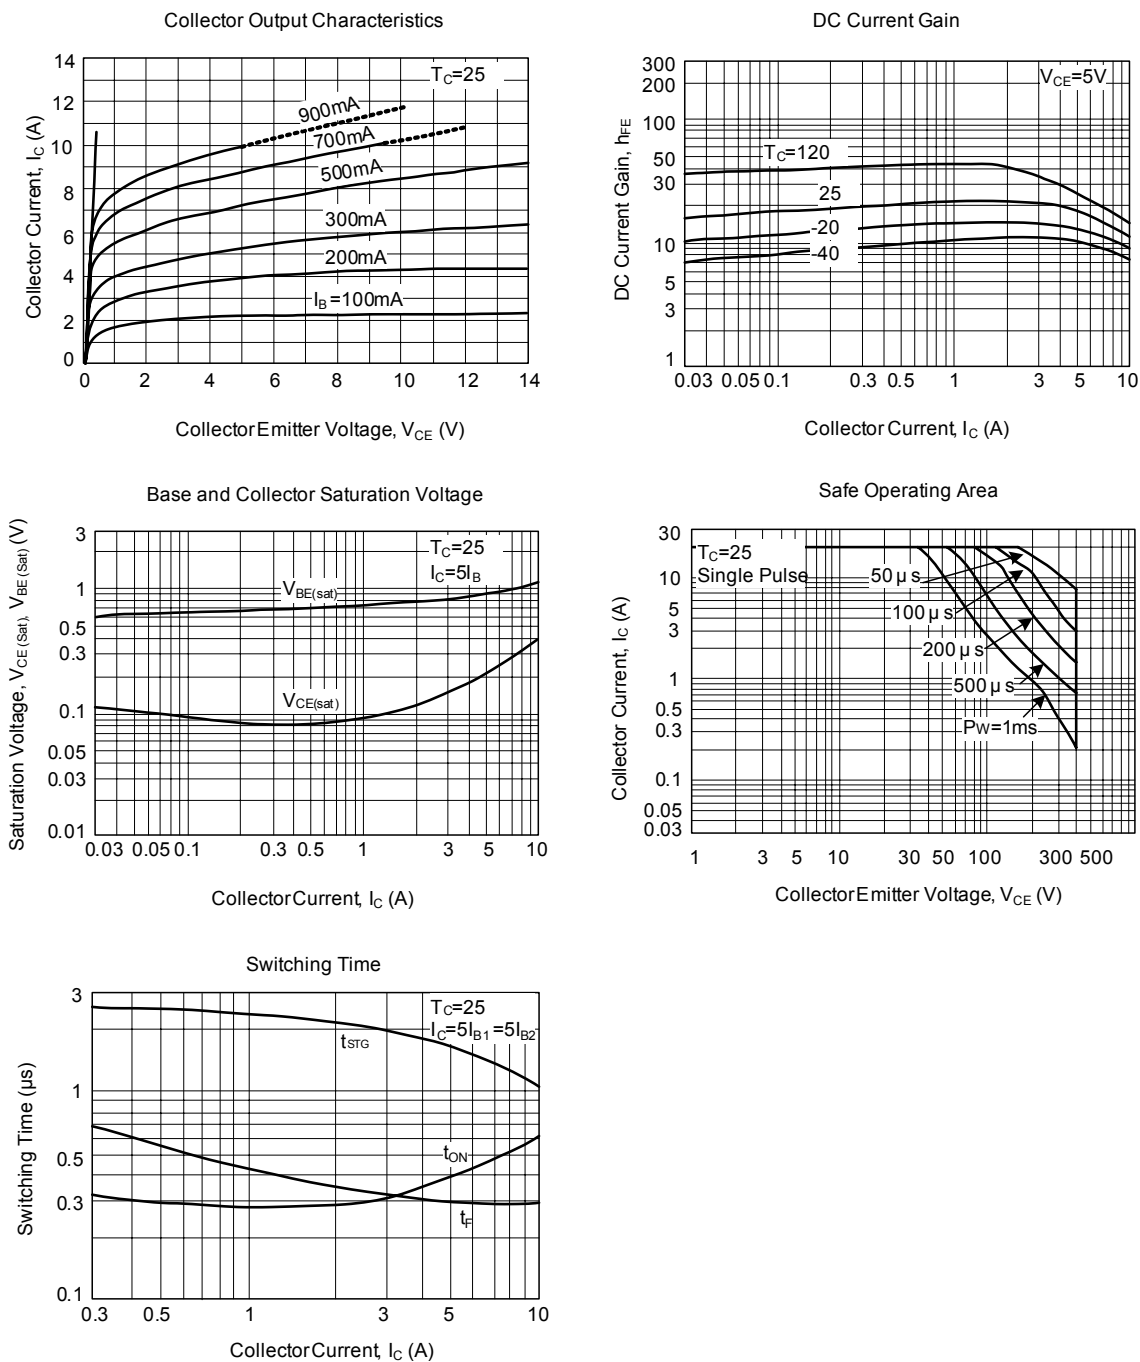 Collector Output Characteristics
14
12
10
8
6
4
2
0
T_C=25
900mA
700mA
500mA
300mA
200mA
I_B =100mA
0 2 4 6 8 10 12 14
Collector Current, I_C (A)
Collector Emitter Voltage, V_CE (V)
DC Current Gain
300
200
100
50
30
10
5
3
1
V_CE=5V
T_C=120
25
-20
-40
0.03 0.05 0.1 0.3 0.5 1 3 5 10
DC Current Gain, h_FE
Collector Current, I_C (A)
Base and Collector Saturation Voltage
3
1
0.5
0.3
0.1
0.05
0.03
0.01
T_C=25
I_C=5I_B
V_BE(sat)
V_CE(sat)
0.03 0.05 0.1 0.3 0.5 1 3 5 10
Saturation Voltage, V_CE (Sat), V_BE (Sat) (V)
Collector Current, I_C (A)
Safe Operating Area
30
10
5
3
1
0.5
0.3
0.1
0.05
0.03
T_C=25
Single Pulse
50μs
100μs
200μs
500μs
Pw=1ms
1 3 5 10 30 50 100 300 500
Collector Current, I_C (A)
Collector Emitter Voltage, V_CE (V)
Switching Time
3
1
0.5
0.3
0.1
T_C=25
I_C=5I_B1=5I_B2
t_STG
t_ON
t_F
0.3 0.5 1 3 5 10
Switching Time (μs)
Collector Current, I_C (A)